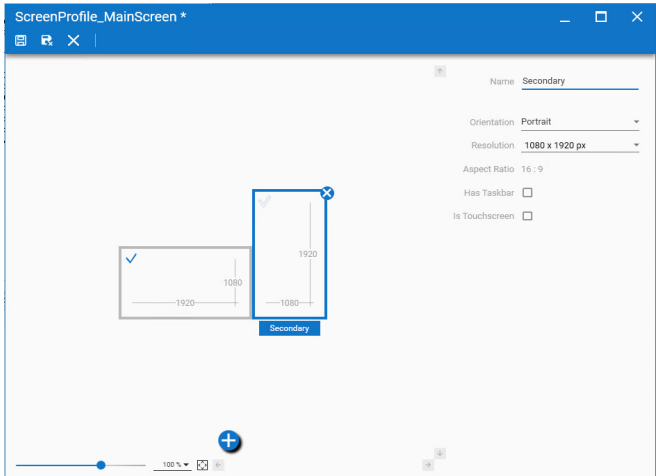 ScreenProfile_MainScreen *
Name Secondary
Orientation Portrait
Resolution 1080 x 1920 px
Aspect Ratio 16 : 9
Has Taskbar
Is Touchscreen
1920
1080
1920
1080
Secondary
100 %